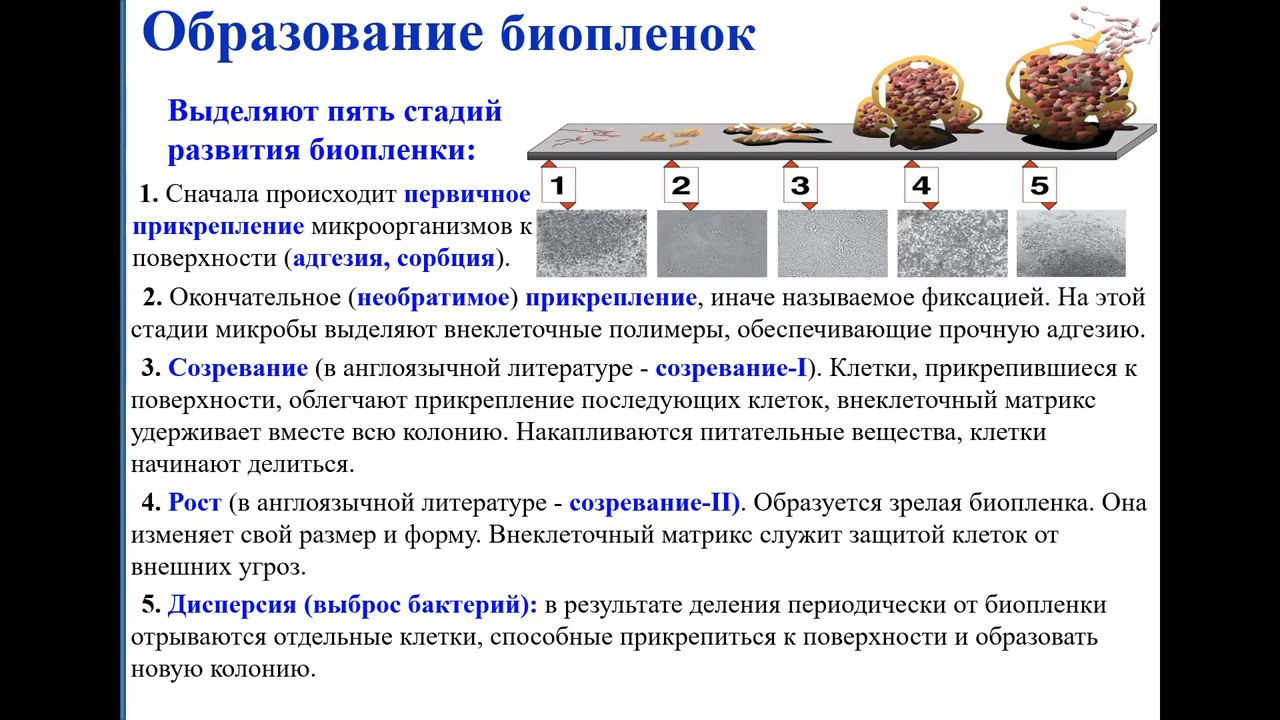 Образование биопленок
Выделяют пять стадий
развития биопленки:
1 2 3 4 5
1. Сначала происходит первичное
прикрепление микроорганизмов к
поверхности (адгезия, сорбция).
2. Окончательное (необратимое) прикрепление, иначе называемое фиксацией. На этой
стадии микробы выделяют внеклеточные полимеры, обеспечивающие прочную адгезию.
3. Созревание (в англоязычной литературе - созревание-I). Клетки, прикрепившиеся к
поверхности, облегчают прикрепление последующих клеток, внеклеточный матрикс
удерживает вместе всю колонию. Накапливаются питательные вещества, клетки
начинают делиться.
4. Рост (в англоязычной литературе - созревание-II). Образуется зрелая биопленка. Она
изменяет свой размер и форму. Внеклеточный матрикс служит защитой клеток от
внешних угроз.
5. Дисперсия (выброс бактерий): в результате деления периодически от биопленки
отрываются отдельные клетки, способные прикрепиться к поверхности и образовать
новую колонию.